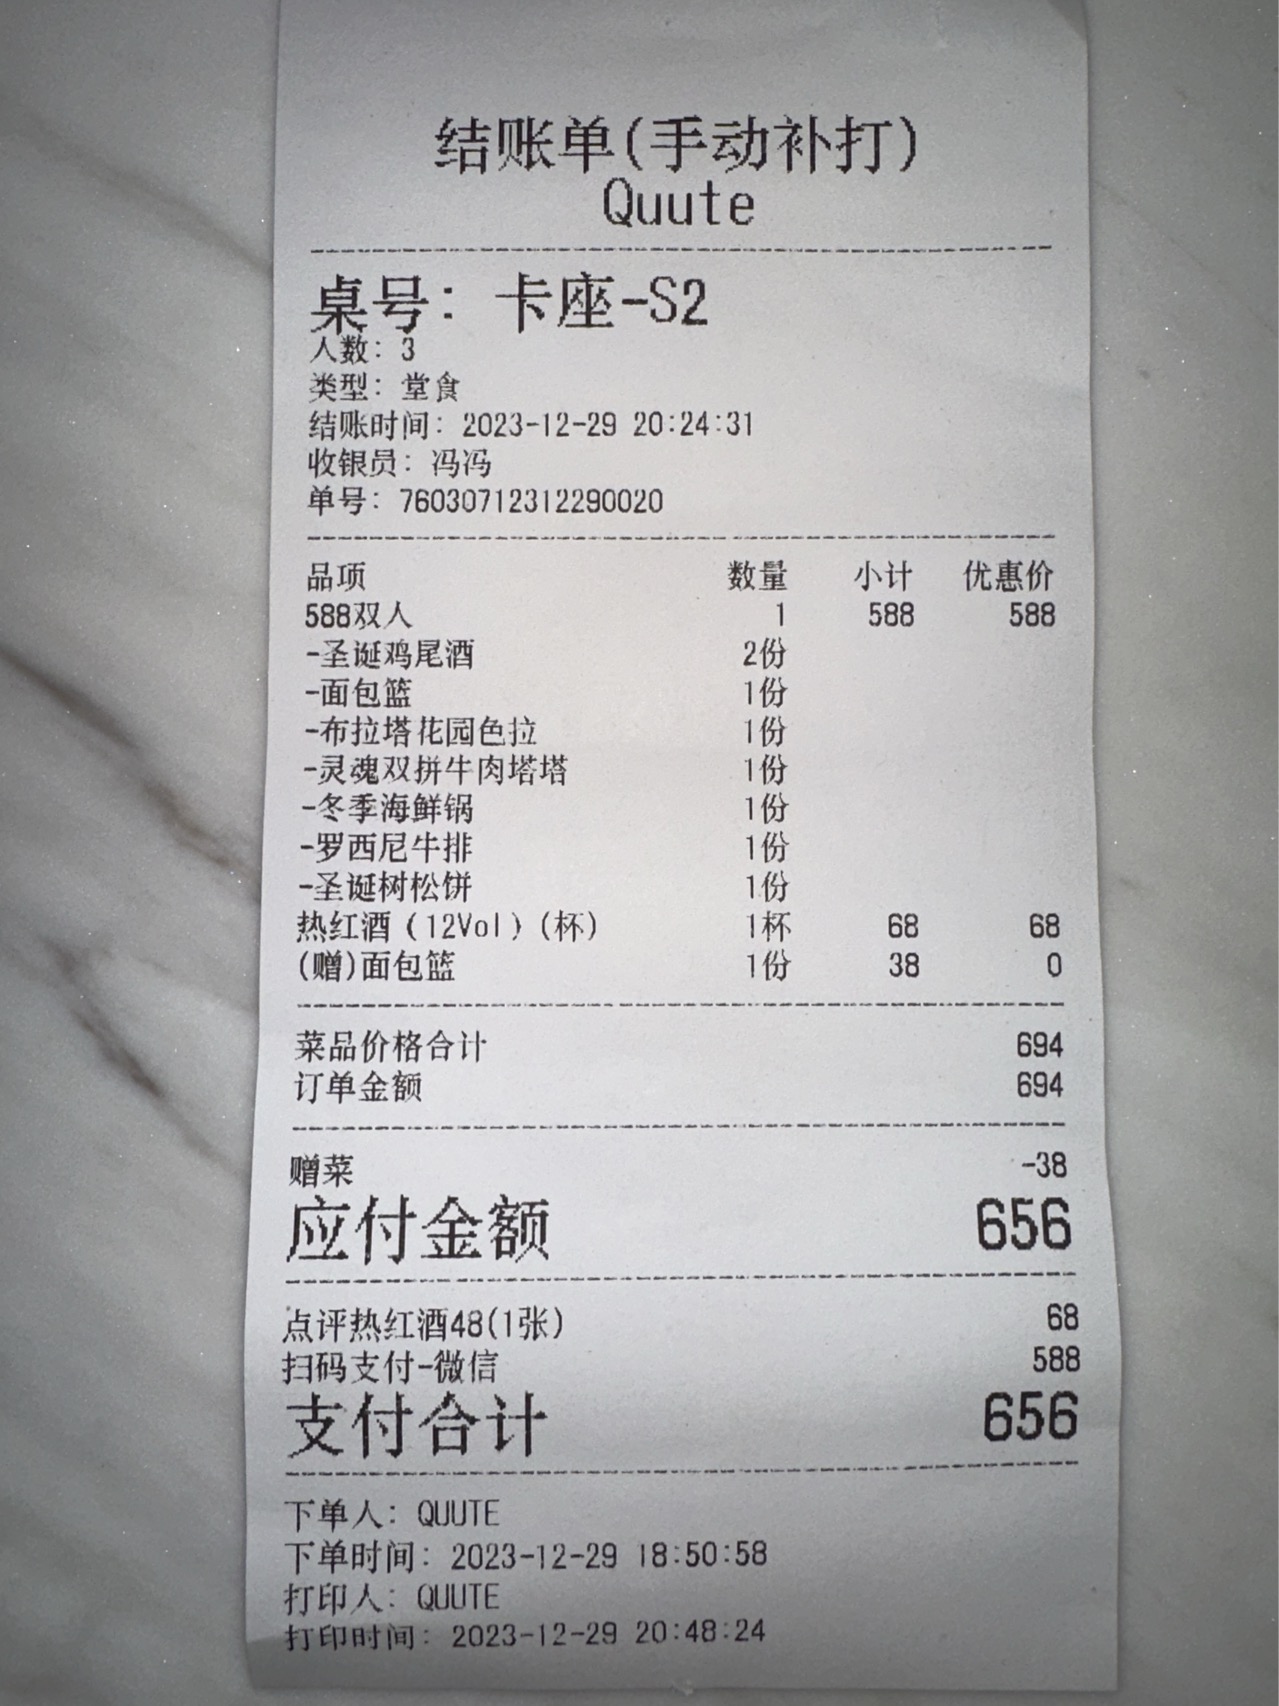 结账单(手动补打)
Quute
桌号: 卡座-S2
人数: 3
类型: 堂食
结账时间: 2023-12-29 20:24:31
收银员: 冯冯
单号: 76030712312290020
品项 数量 小计 优惠价
588双人 1 588 588
-圣诞鸡尾酒 2份
-面包篮 1份
-布拉塔花园色拉 1份
-灵魂双拼牛肉塔塔 1份
-冬季海鲜锅 1份
-罗西尼牛排 1份
-圣诞树松饼 1份
热红酒(12Vol)(杯) 1杯 68 68
(赠)面包篮 1份 38 0
菜品价格合计 694
订单金额 694
赠菜 -38
应付金额 656
点评热红酒48(1张) 68
扫码支付-微信 588
支付合计 656
下单人: QUUTE
下单时间: 2023-12-29 18:50:58
打印人: QUUTE
打印时间: 2023-12-29 20:48:24